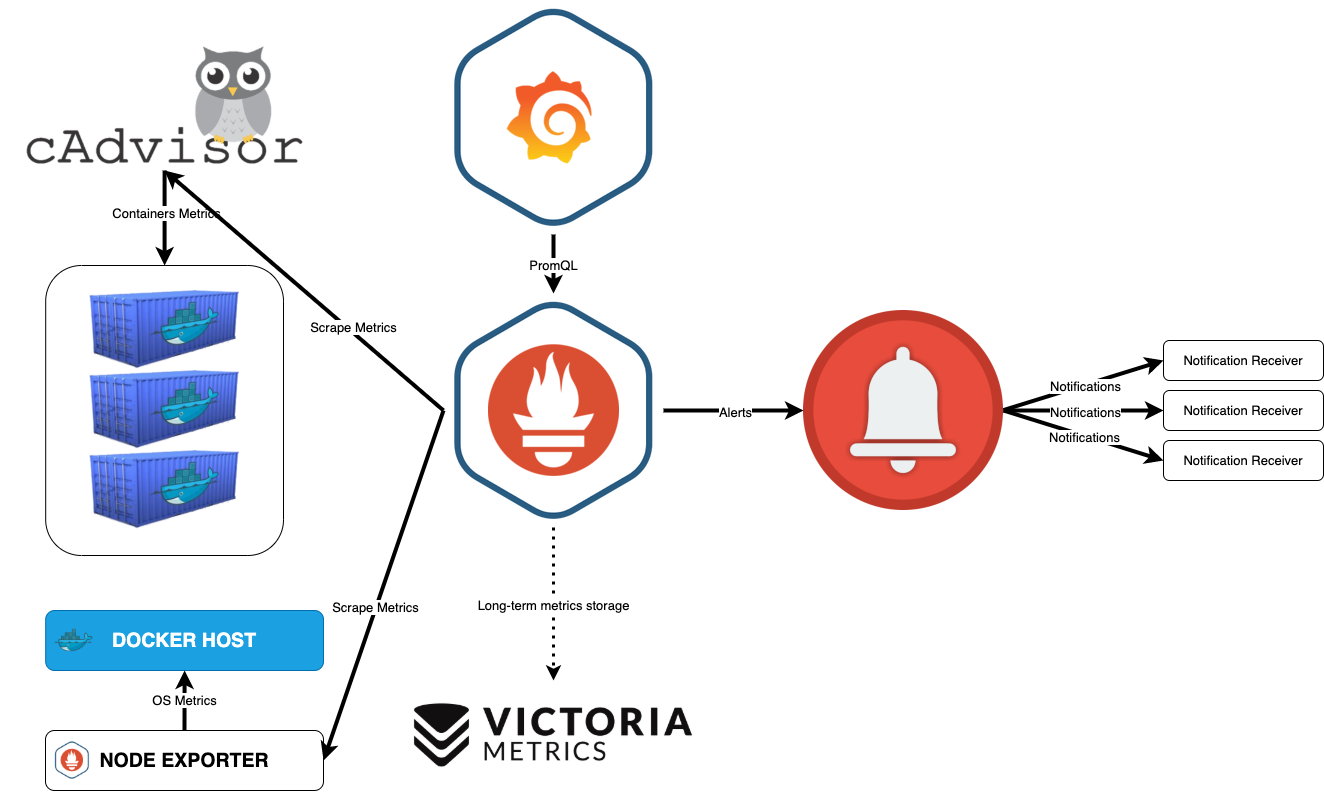 cAdvisor
Containers Metrics
PromQL
Scrape Metrics
Alerts
Notifications
Notifications
Notifications
Notification Receiver
Notification Receiver
Notification Receiver
Scrape Metrics
Long-term metrics storage
DOCKER HOST
OS Metrics
NODE EXPORTER
VICTORIA
METRICS